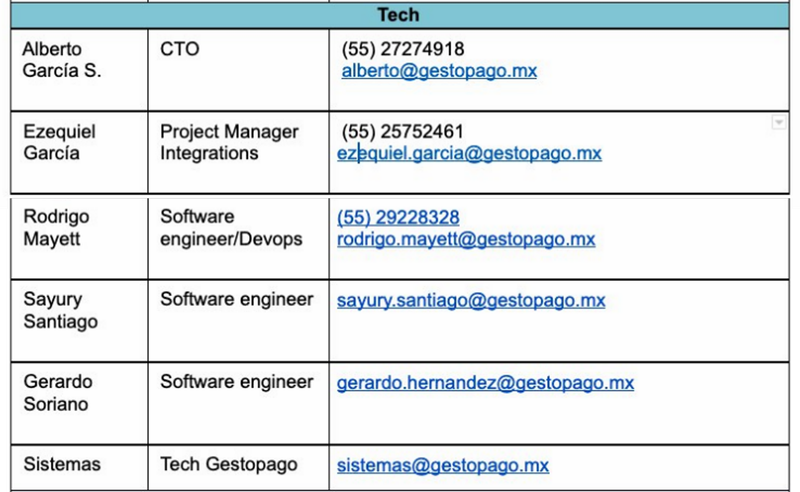 Tech
Alberto
García S.
CTO
(55) 27274918
alberto@gestopago.mx
Ezequiel
García
Project Manager
Integrations
(55) 25752461
ezequiel.garcia@gestopago.mx
Rodrigo
Mayett
Software
engineer/Devops
(55) 29228328
rodrigo.mayett@gestopago.mx
Sayury
Santiago
Software engineer
sayury.santiago@gestopago.mx
Gerardo
Soriano
Software engineer
gerardo.hernandez@gestopago.mx
Sistemas
Tech Gestopago
sistemas@gestopago.mx